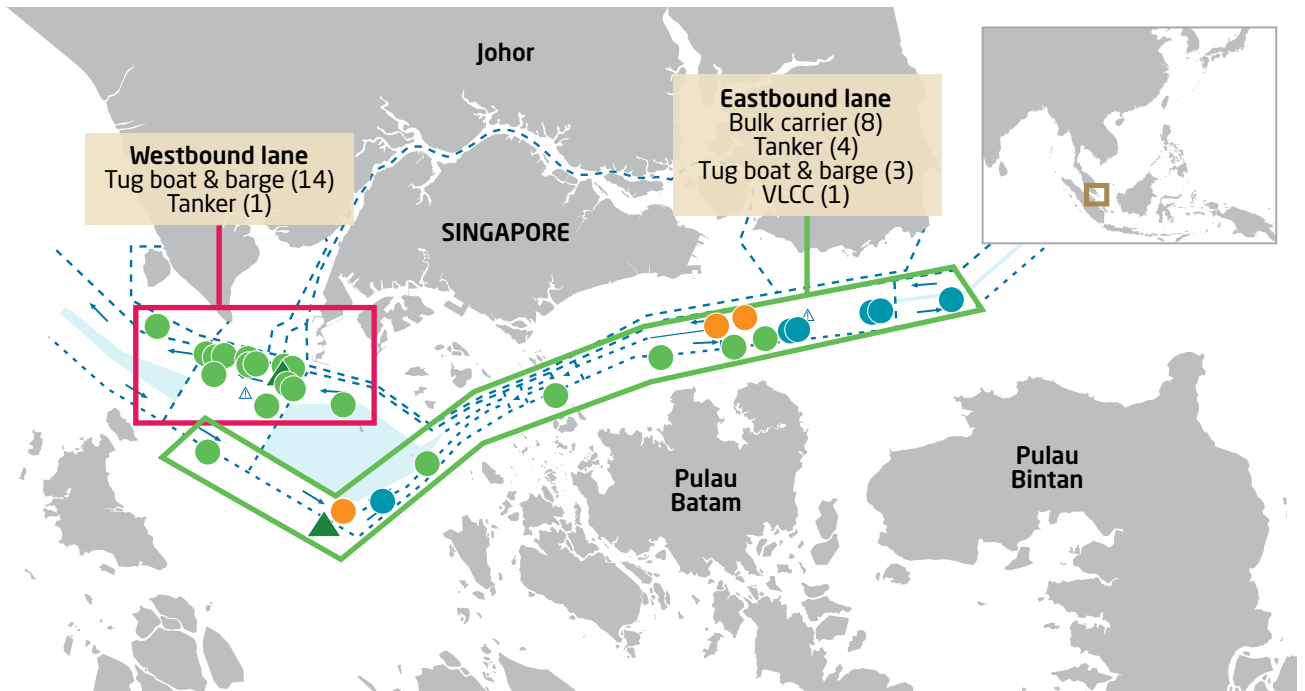 Johor
Eastbound lane
Bulk carrier (8)
Tanker (4)
Tug boat & barge (3)
VLCC (1)
Westbound lane
Tug boat & barge (14)
Tanker (1)
SINGAPORE
Pulau
Batam
Pulau
Bintan